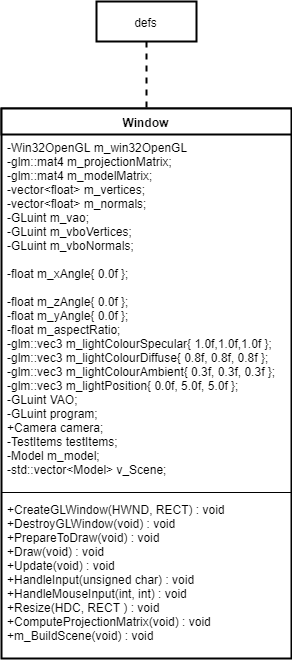 defs
Window
-Win32OpenGL m_win32OpenGL
-glm::mat4 m_projectionMatrix;
-glm::mat4 m_modelMatrix;
-vector<float> m_vertices;
-vector<float> m_normals;
-GLuint m_vao;
-GLuint m_vboVertices;
-GLuint m_vboNormals;
-float m_xAngle{ 0.0f };
-float m_zAngle{ 0.0f };
-float m_yAngle{ 0.0f };
-float m_aspectRatio;
-glm::vec3 m_lightColourSpecular{ 1.0f,1.0f,1.0f };
-glm::vec3 m_lightColourDiffuse{ 0.8f, 0.8f, 0.8f };
-glm::vec3 m_lightColourAmbient{ 0.3f, 0.3f, 0.3f };
-glm::vec3 m_lightPosition{ 0.0f, 5.0f, 5.0f };
-GLuint VAO;
-GLuint program;
+Camera camera;
-TestItems testItems;
-Model m_model;
-std::vector<Model> v_Scene;
+CreateGLWindow(HWND, RECT) : void
+DestroyGLWindow(void) : void
+PrepareToDraw(void) : void
+Draw(void) : void
+Update(void) : void
+HandleInput(unsigned char) : void
+HandleMouseInput(int, int) : void
+Resize(HDC, RECT ) : void
+ComputeProjectionMatrix(void) : void
+m_BuildScene(void) : void